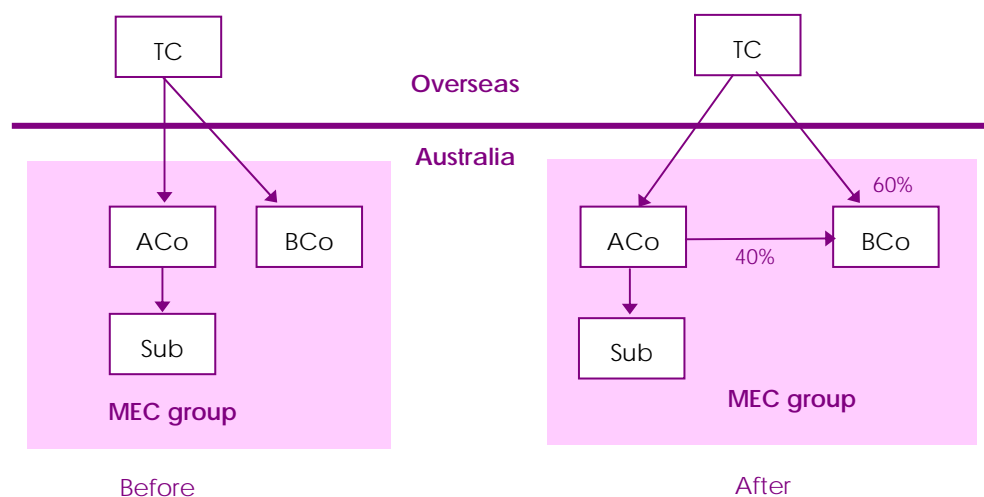 TC
TC
Overseas
Australia
60%
ACo
BCo
ACo
BCo
40%
Sub
Sub
MEC group
MEC group
Before
After